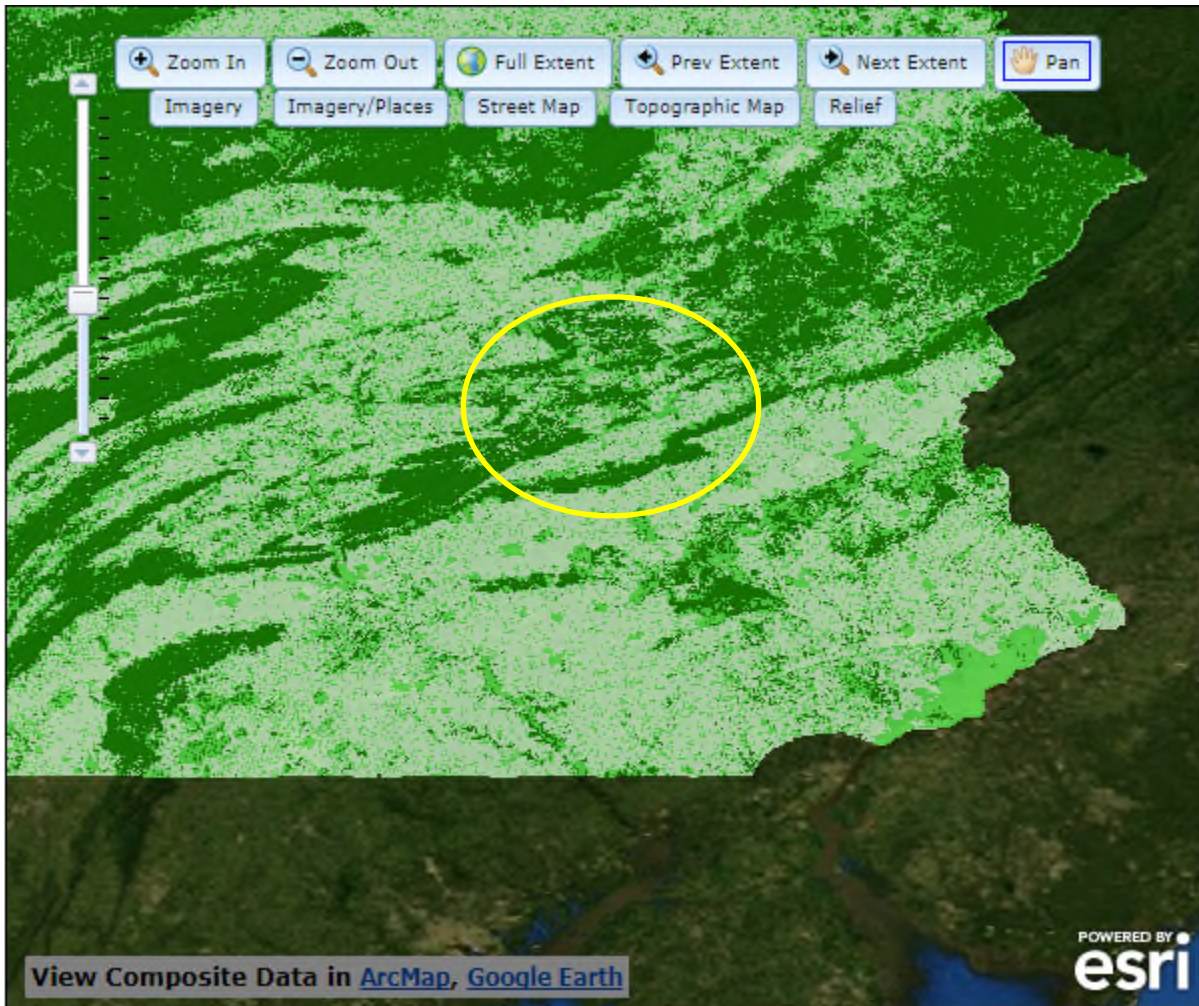 Zoom In Zoom Out Full Extent Prev Extent Next Extent Pan
Imagery Imagery/Places Street Map Topographic Map Relief
POWERED BY
esri
View Composite Data in ArcMap, Google Earth